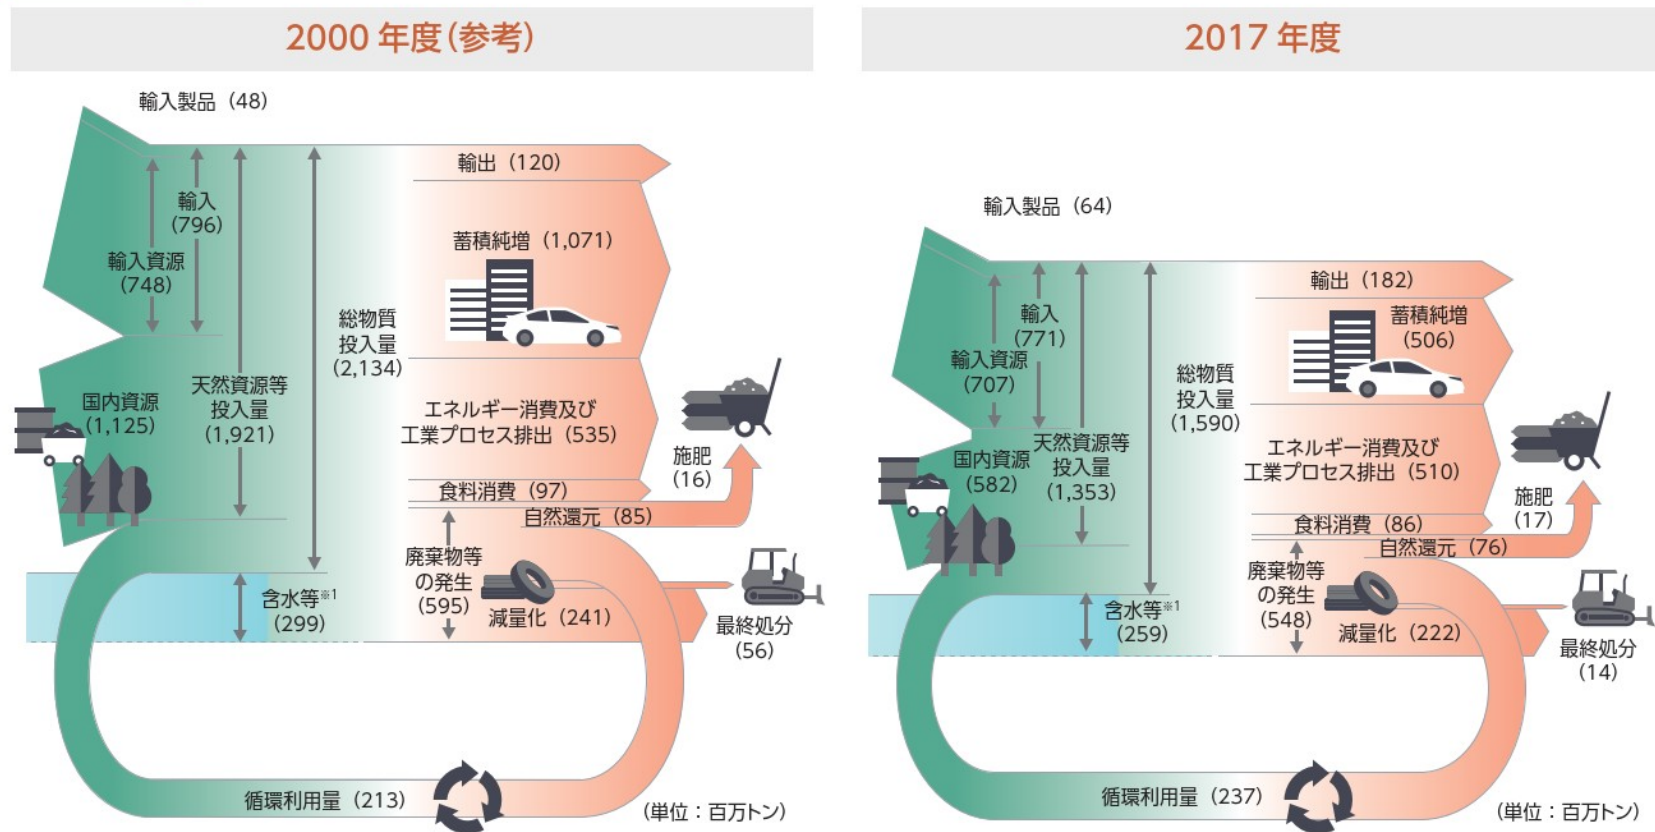 2000 年度(参考)
輸入製品（48）
輸出（120）
輸入
（796）
蓄積純増（1,071）
輸入資源
（748）
総物質
投入量
（2,134）
国内資源
（1,125）
天然資源等
投入量
（1,921）
エネルギー消費及び
工業プロセス排出（535）
施肥
（16）
食料消費（97）
自然還元（85）
廃棄物等
の発生
（595）
含水等※1
（299）
減量化（241）
最終処分
（56）
循環利用量（213）
（単位：百万トン）
2017 年度
輸入製品（64）
輸出（182）
輸入
（771）
蓄積純増
（506）
輸入資源
（707）
総物質
投入量
（1,590）
国内資源
（582）
天然資源等
投入量
（1,353）
エネルギー消費及び
工業プロセス排出（510）
施肥
（17）
食料消費（86）
自然還元（76）
廃棄物等
の発生
（548）
含水等※1
（259）
減量化（222）
最終処分
（14）
循環利用量（237）
（単位：百万トン）